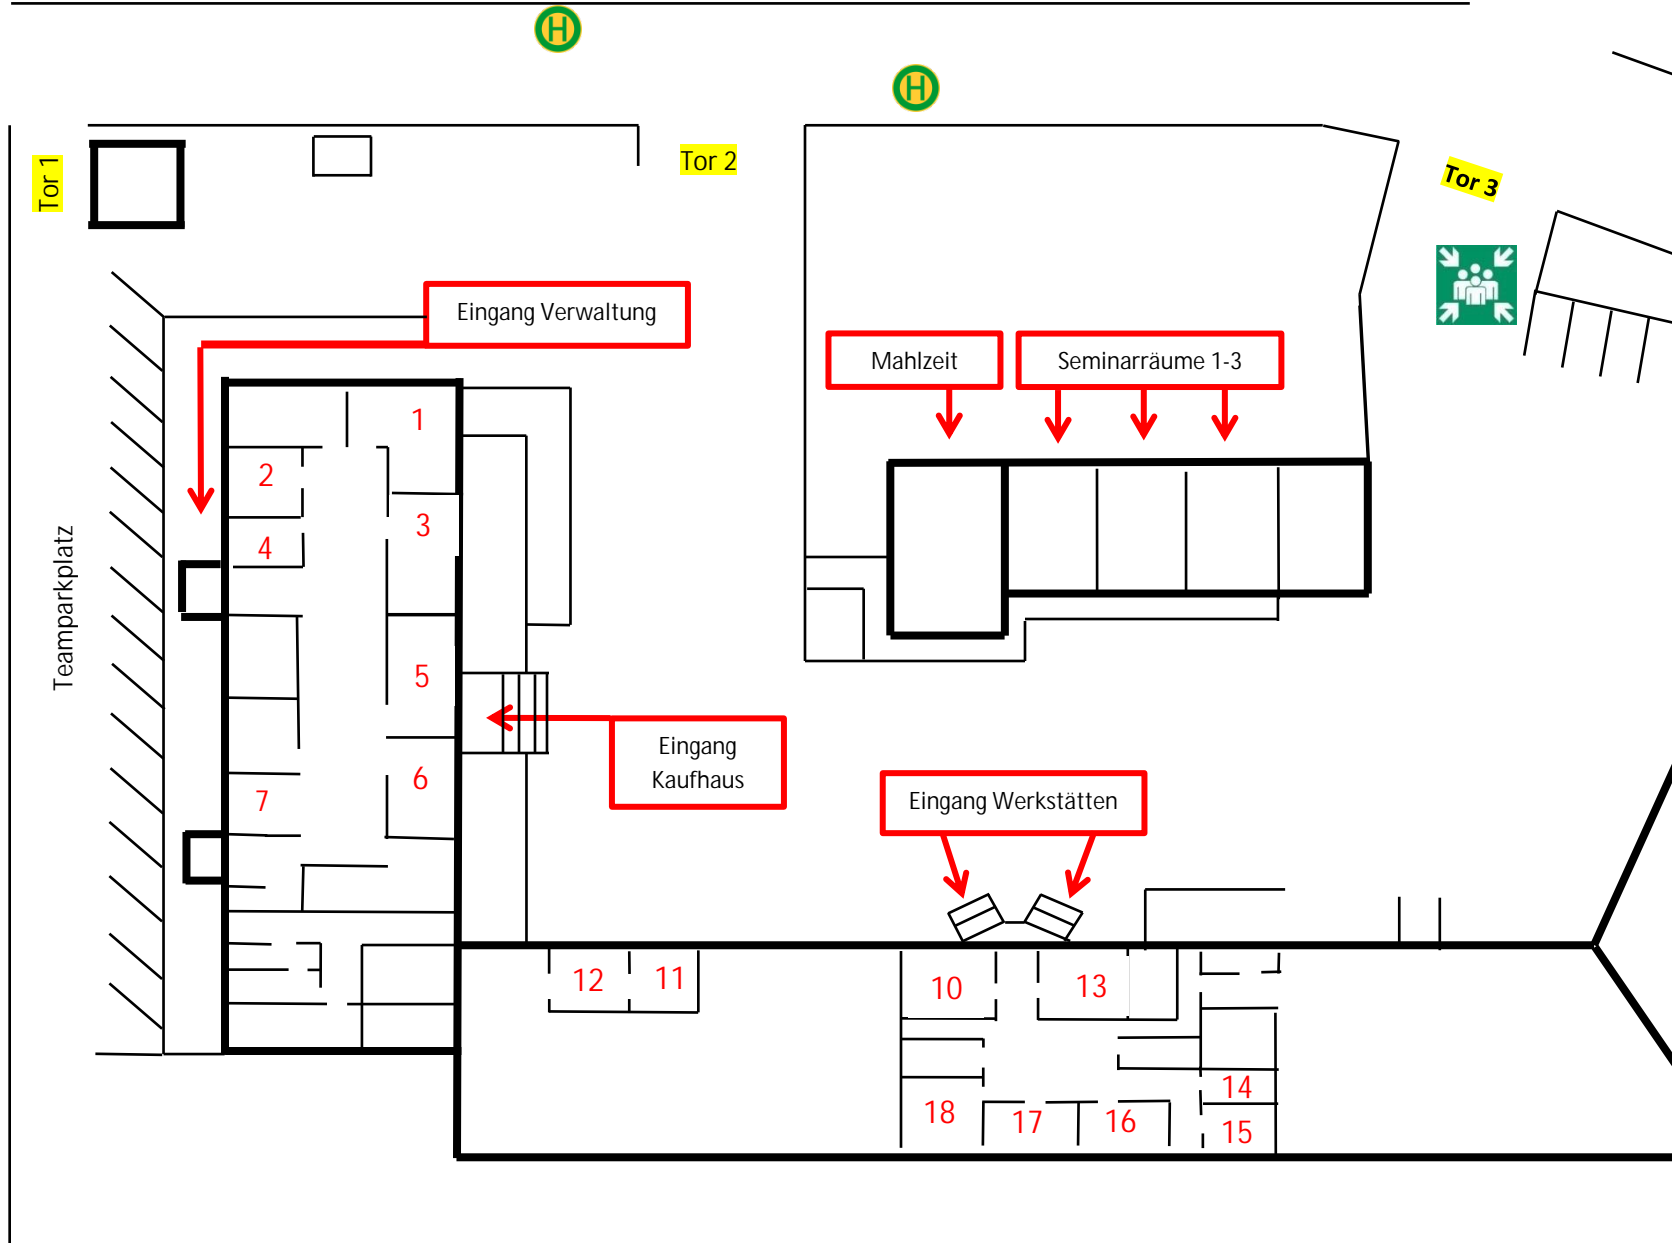 H
H
Tor 1
Tor 2
Tor 3
Eingang Verwaltung
Mahlzeit
Seminarräume 1-3
1
2
3
4
Teamparkplatz
5
Eingang
Kaufhaus
6
7
Eingang Werkstätten
12
11
10
13
14
18
17
16
15